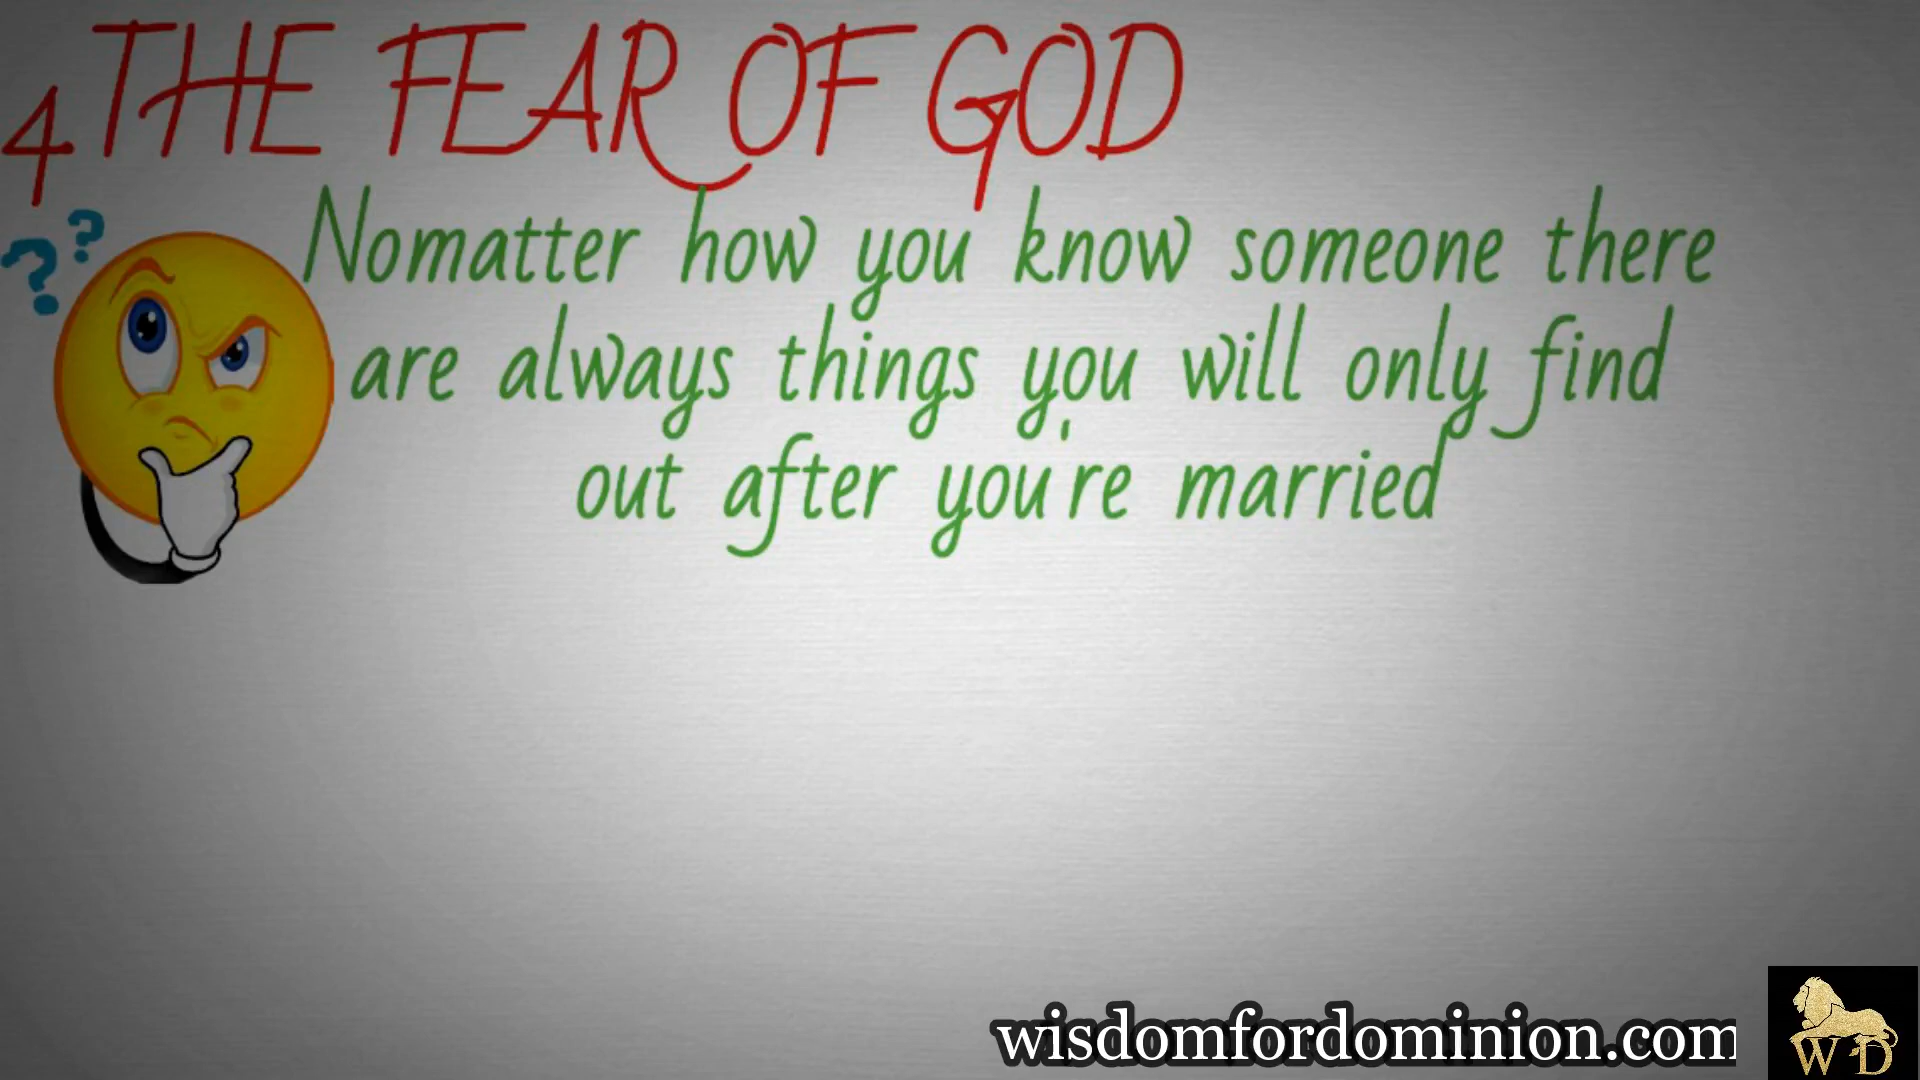 4 THE FEAR OF GOD
? ?
Nomatter how you know someone there
are always things you will only find
out after you're married
wisdomfordominion.com
W D